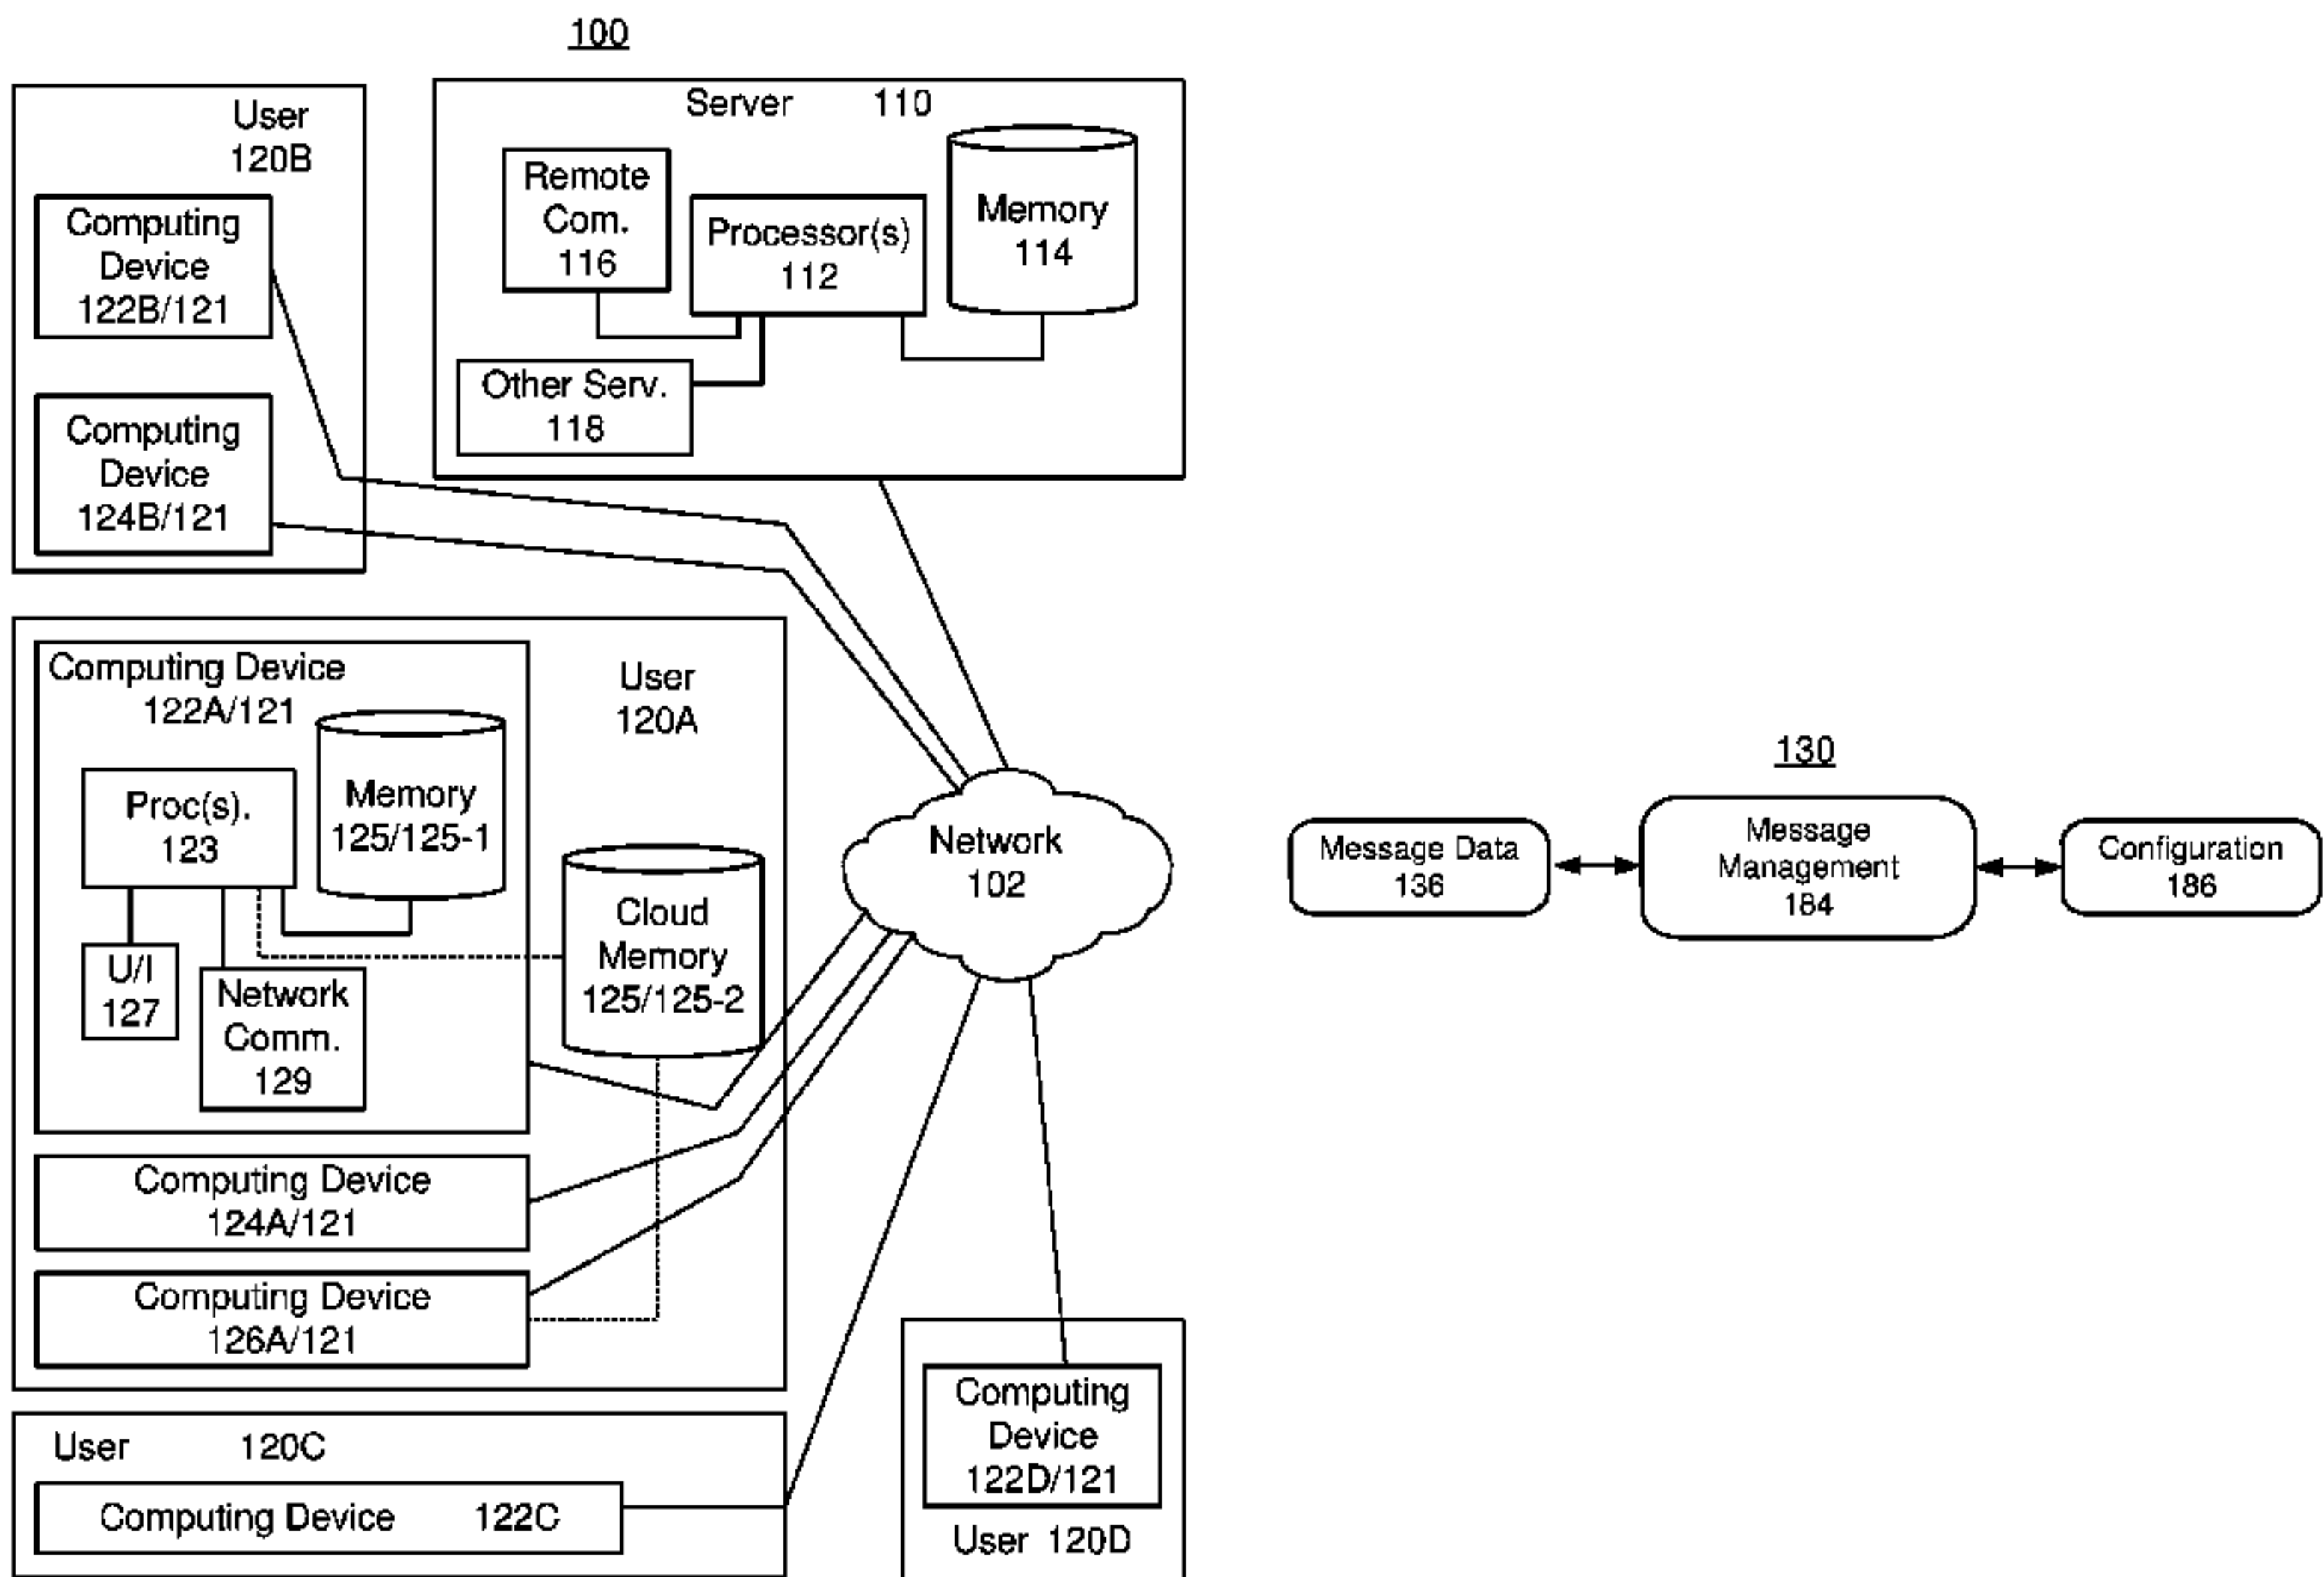 100
User
120B
Computing
Device
122B/121
Computing
Device
124B/121
Server 110
Remote
Com.
116
Processor(s)
112
Memory
114
Other Serv.
118
Computing Device
122A/121
User
120A
Proc(s).
123
Memory
125/125-1
U/I
127
Network
Comm.
129
Cloud
Memory
125/125-2
Computing Device
124A/121
Computing Device
126A/121
User 120C
Computing Device 122C
Network
102
Computing
Device
122D/121
User 120D
130
Message Data
136
Message
Management
184
Configuration
186